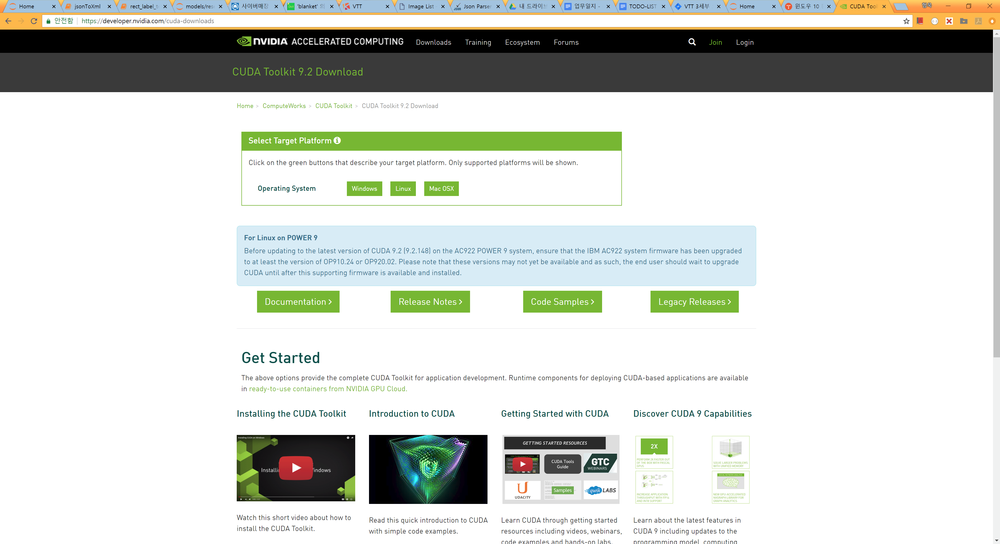 Home
jsonToXml
rect_label_t
models/rese
사이버매장
'blanket' 의
VTT
Image List
Json Parser
내 드라이브
업무일지 -
TODO-LIST
VTT 3세부
Home
윈도우 10
CUDA Tool
형욱
안전함 https://developer.nvidia.com/cuda-downloads
NVIDIA ACCELERATED COMPUTING Downloads Training Ecosystem Forums Join Login
CUDA Toolkit 9.2 Download
Home > ComputeWorks > CUDA Toolkit > CUDA Toolkit 9.2 Download
Select Target Platform
Click on the green buttons that describe your target platform. Only supported platforms will be shown.
Operating System Windows Linux Mac OSX
For Linux on POWER 9
Before updating to the latest version of CUDA 9.2 (9.2.148) on the AC922 POWER 9 system, ensure that the IBM AC922 system firmware has been upgraded
to at least the version of OP910.24 or OP920.02. Please note that these versions may not yet be available and as such, the end user should wait to upgrade
CUDA until after this supporting firmware is available and installed.
Documentation > Release Notes > Code Samples > Legacy Releases >
Get Started
The above options provide the complete CUDA Toolkit for application development. Runtime components for deploying CUDA-based applications are available
in ready-to-use containers from NVIDIA GPU Cloud.
Installing the CUDA Toolkit
Installing CUDA on Windows
Watch this short video about how to
install the CUDA Toolkit.
Introduction to CUDA
Read this quick introduction to CUDA
with simple code examples.
Getting Started with CUDA
GETTING STARTED RESOURCES
CUDA Tools
Guide
GTC
WEBINARS
UDACITY
Samples
qwik LABS
Learn CUDA through getting started
resources including videos, webinars,
code examples and hands-on labs.
Discover CUDA 9 Capabilities
2X
PERFORM 2X FASTER OUT
OF THE BOX WITH PASCAL
GPUS
SOLVE LARGER PROBLEMS
WITH UNIFIED MEMORY
INCREASE APPLICATION
THROUGHPUT WITH FP16
AND INT8 SUPPORT
SOCIAL NETWORK ANALYSIS
NEW GPU-ACCELERATED
NVGRAPH LIBRARY FOR
GRAPH ANALYTICS
Learn about the latest features in
CUDA 9 including updates to the
programming model, computing